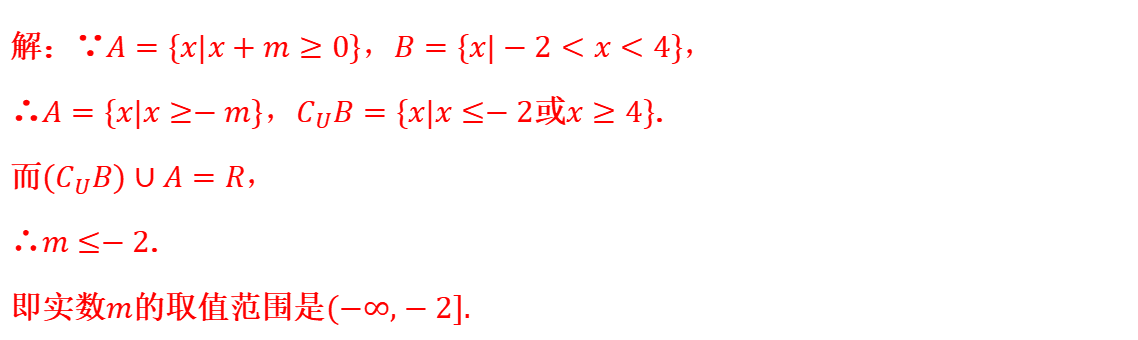 解：∵A = {x|x + m ≥ 0}，B = {x| − 2 < x < 4}，
∴A = {x|x ≥− m}，C_U B = {x|x ≤− 2或x ≥ 4}．
而(C_U B) ∪ A = R，
∴m ≤− 2．
即实数m的取值范围是(−∞, − 2].